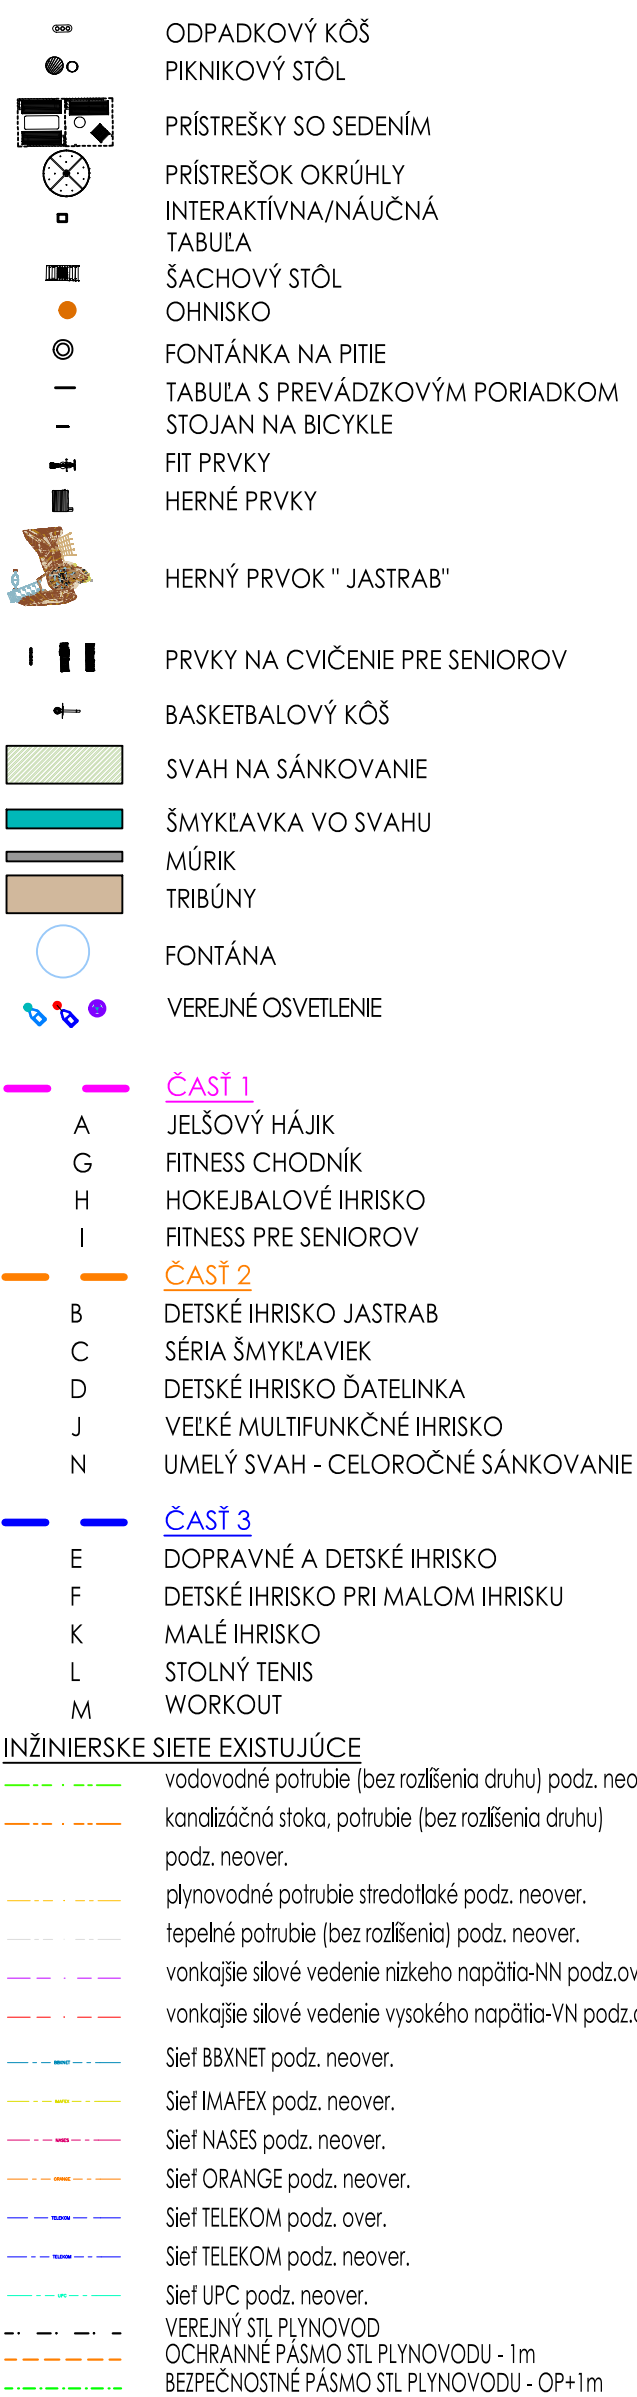 ODPADKOVÝ KÔŠ
PIKNIKOVÝ STÔL
PRÍSTREŠKY SO SEDENÍM
PRÍSTREŠOK OKRÚHLY
INTERAKTÍVNA/NÁUČNÁ
TABUĽA
ŠACHOVÝ STÔL
OHNISKO
FONTÁNKA NA PITIE
TABUĽA S PREVÁDZKOVÝM PORIADKOM
STOJAN NA BICYKLE
FIT PRVKY
HERNÉ PRVKY
HERNÝ PRVOK " JASTRAB"
PRVKY NA CVIČENIE PRE SENIOROV
BASKETBALOVÝ KÔŠ
SVAH NA SÁNKOVANIE
ŠMYKĽAVKA VO SVAHU
MÚRIK
TRIBÚNY
FONTÁNA
VEREJNÉ OSVETLENIE
ČASŤ 1
A JELŠOVÝ HÁJIK
G FITNESS CHODNÍK
H HOKEJBALOVÉ IHRISKO
I FITNESS PRE SENIOROV
ČASŤ 2
B DETSKÉ IHRISKO JASTRAB
C SÉRIA ŠMYKĽAVIEK
D DETSKÉ IHRISKO ĎATELINKA
J VEĽKÉ MULTIFUNKČNÉ IHRISKO
N UMELÝ SVAH - CELOROČNÉ SÁNKOVANIE
ČASŤ 3
E DOPRAVNÉ A DETSKÉ IHRISKO
F DETSKÉ IHRISKO PRI MALOM IHRISKU
K MALÉ IHRISKO
L STOLNÝ TENIS
M WORKOUT
INŽINIERSKE SIETE EXISTUJÚCE
vodovodné potrubie (bez rozlíšenia druhu) podz. neo
kanalizáčná stoka, potrubie (bez rozlíšenia druhu)
podz. neover.
plynovodné potrubie stredotlaké podz. neover.
tepelné potrubie (bez rozlíšenia) podz. neover.
vonkajšie silové vedenie nizkeho napätia-NN podz.ov
vonkajšie silové vedenie vysokého napätia-VN podz.o
BBXNET Sieť BBXNET podz. neover.
IMAFEX Sieť IMAFEX podz. neover.
NASES Sieť NASES podz. neover.
ORANGE Sieť ORANGE podz. neover.
TELEKOM Sieť TELEKOM podz. over.
TELEKOM Sieť TELEKOM podz. neover.
UPC Sieť UPC podz. neover.
VEREJNÝ STL PLYNOVOD
OCHRANNÉ PÁSMO STL PLYNOVODU - 1m
BEZPEČNOSTNÉ PÁSMO STL PLYNOVODU - OP+1m